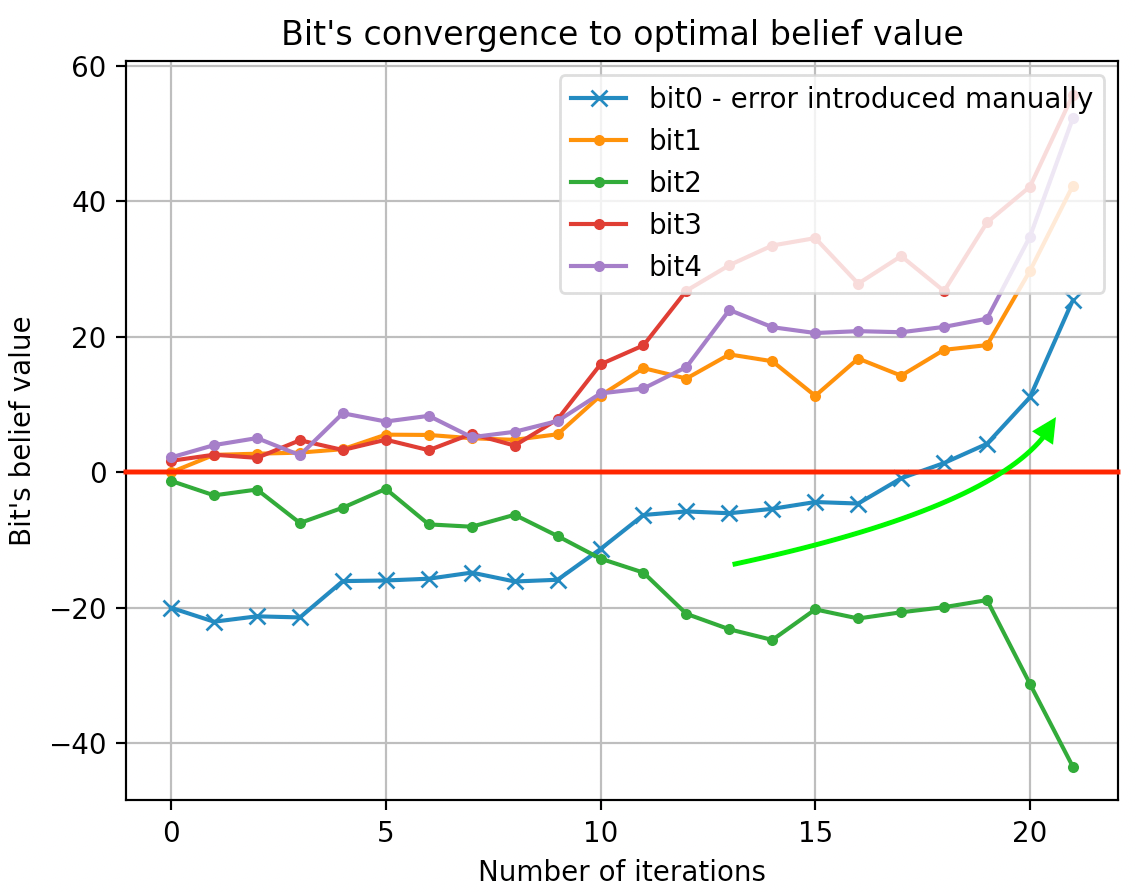 Bit's convergence to optimal belief value
60
40
20
0
−20
−40
Bit's belief value
bit0 - error introduced manually
bit1
bit2
bit3
bit4
0 5 10 15 20
Number of iterations